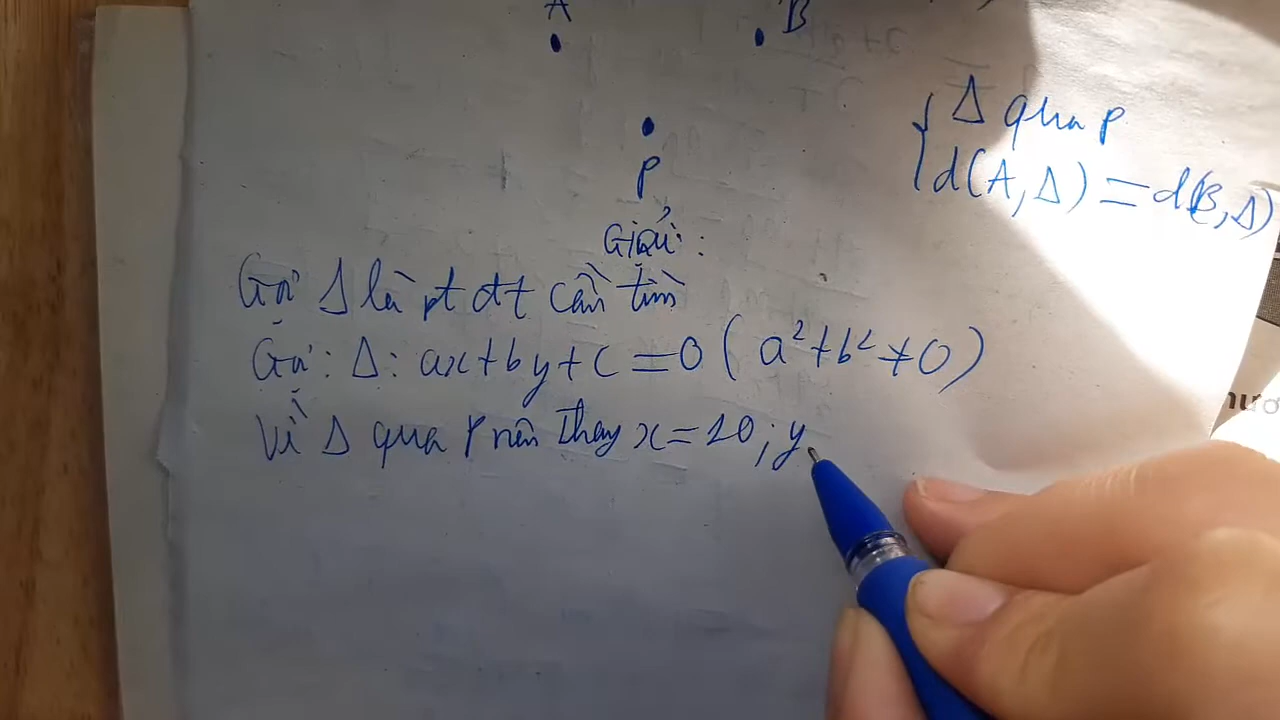 A B
Δ qua P
d(A,Δ) = d(B,Δ)
P
Giải:
Gọi Δ là pt đt cần tìm
Gọi: Δ: ax+by+c=0 (a²+b²≠0)
Vì Δ qua P nên thay x=10; y